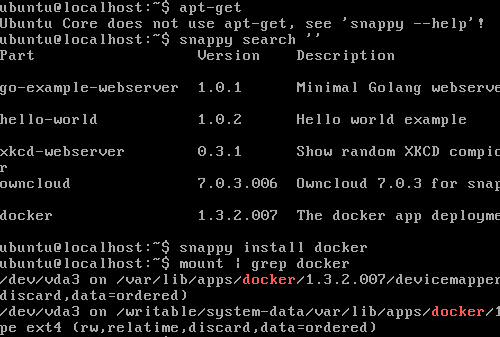 ubuntu@localhost:~$ apt-get
Ubuntu Core does not use apt-get, see 'snappy --help'!
ubuntu@localhost:~$ snappy search ''
Part Version Description
go-example-webserver 1.0.1 Minimal Golang webserve
hello-world 1.0.2 Hello world example
xkcd-webserver 0.3.1 Show random XKCD compic
r
owncloud 7.0.3.006 Owncloud 7.0.3 for snap
docker 1.3.2.007 The docker app deployme
ubuntu@localhost:~$ snappy install docker
ubuntu@localhost:~$ mount | grep docker
/dev/vda3 on /var/lib/apps/docker/1.3.2.007/devicemapper
discard,data=ordered)
/dev/vda3 on /writable/system-data/var/lib/apps/docker/1
pe ext4 (rw,relatime,discard,data=ordered)